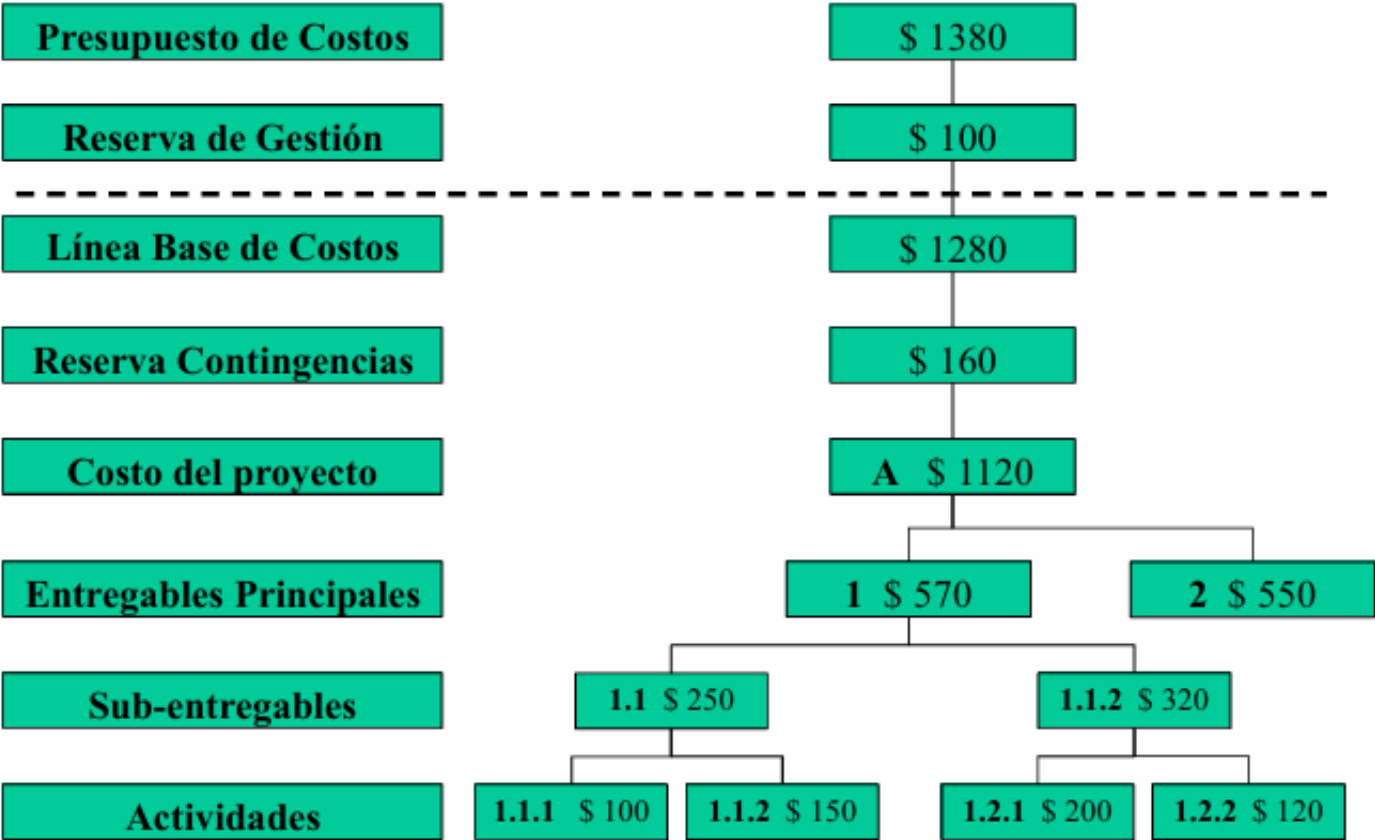 Presupuesto de Costos
$ 1380
Reserva de Gestión
$ 100
Línea Base de Costos
$ 1280
Reserva Contingencias
$ 160
Costo del proyecto
A $ 1120
Entregables Principales
1 $ 570
2 $ 550
Sub-entregables
1.1 $ 250
1.1.2 $ 320
Actividades
1.1.1 $ 100
1.1.2 $ 150
1.2.1 $ 200
1.2.2 $ 120